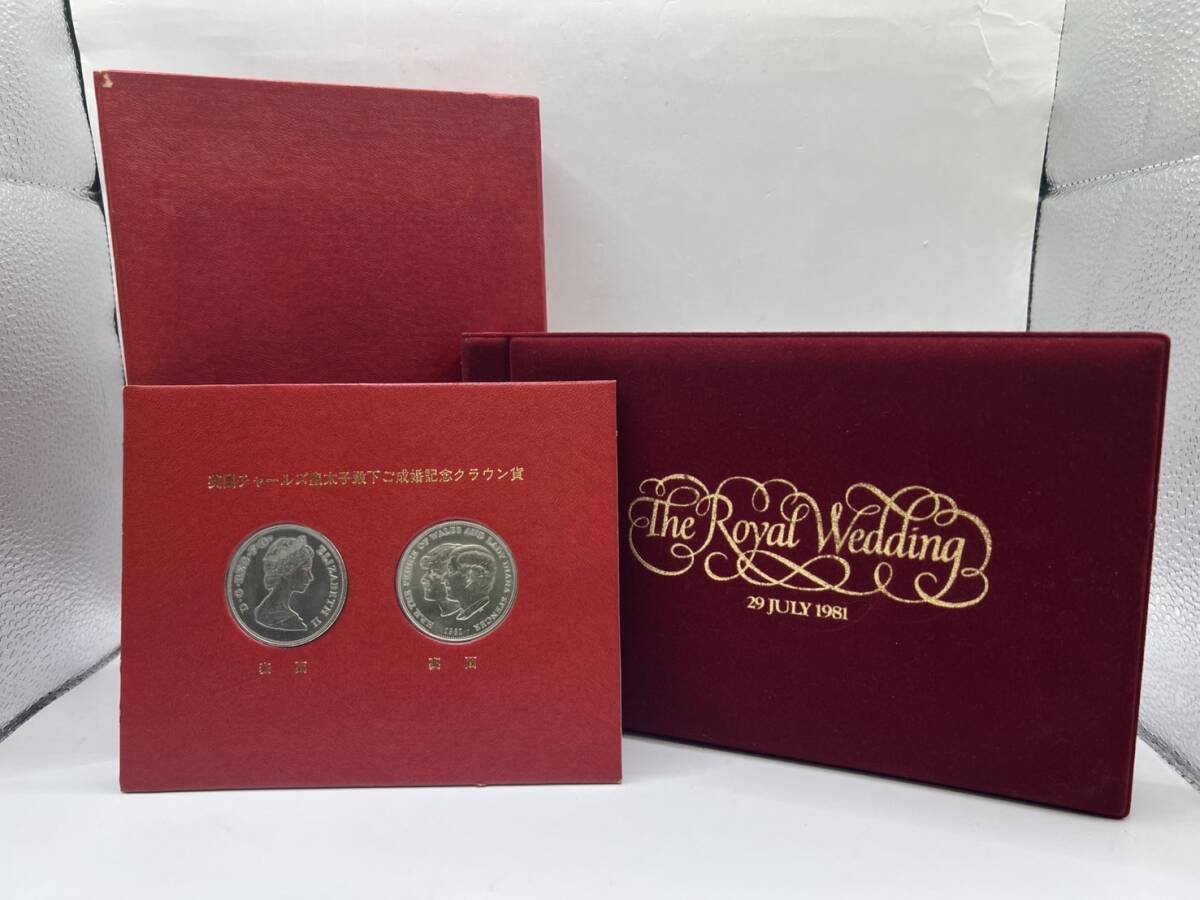 英国チャールズ皇太子殿下ご成婚記念クラウン貨
D·G·REG·F·D· ELIZABETH II
H.R.H. THE PRINCE OF WALES AND LADY DIANA SPENCER
1981
The Royal Wedding
29 JULY 1981